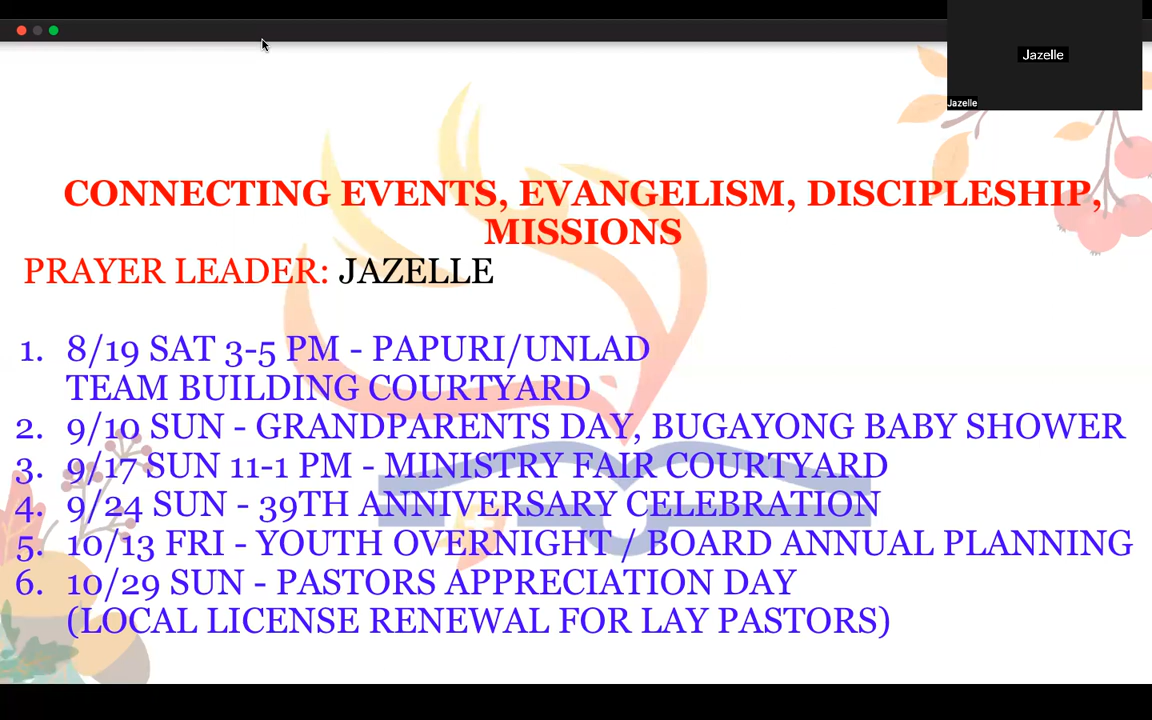 Jazelle
Jazelle
CONNECTING EVENTS, EVANGELISM, DISCIPLESHIP,
MISSIONS
PRAYER LEADER: JAZELLE
1. 8/19 SAT 3-5 PM - PAPURI/UNLAD
TEAM BUILDING COURTYARD
2. 9/10 SUN - GRANDPARENTS DAY, BUGAYONG BABY SHOWER
3. 9/17 SUN 11-1 PM - MINISTRY FAIR COURTYARD
4. 9/24 SUN - 39TH ANNIVERSARY CELEBRATION
5. 10/13 FRI - YOUTH OVERNIGHT / BOARD ANNUAL PLANNING
6. 10/29 SUN - PASTORS APPRECIATION DAY
(LOCAL LICENSE RENEWAL FOR LAY PASTORS)